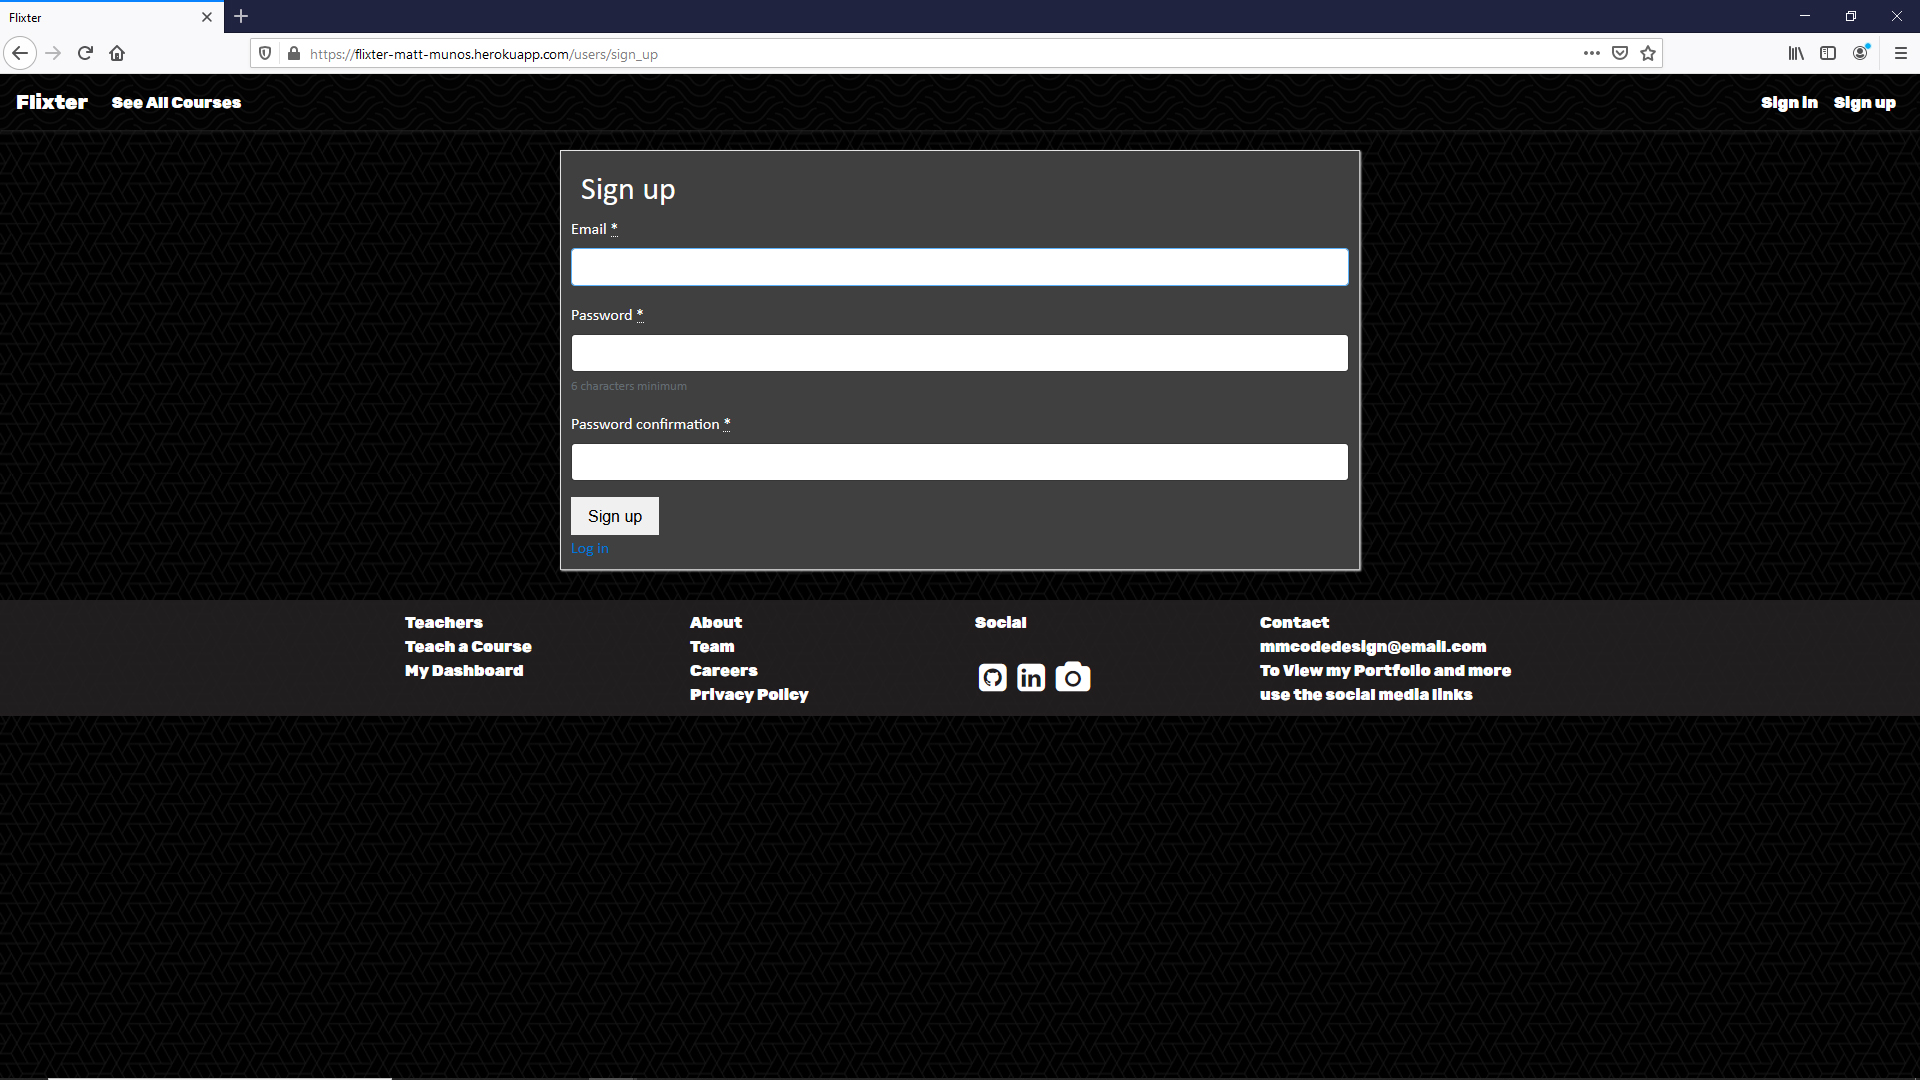 Flixter
https://flixter-matt-munos.herokuapp.com/users/sign_up
Flixter See All Courses Sign in Sign up
Sign up
Email *
Password *
6 characters minimum
Password confirmation *
Sign up
Log in
Teachers
Teach a Course
My Dashboard
About
Team
Careers
Privacy Policy
Social
in
Contact
mmcodedesign@email.com
To View my Portfolio and more
use the social media links